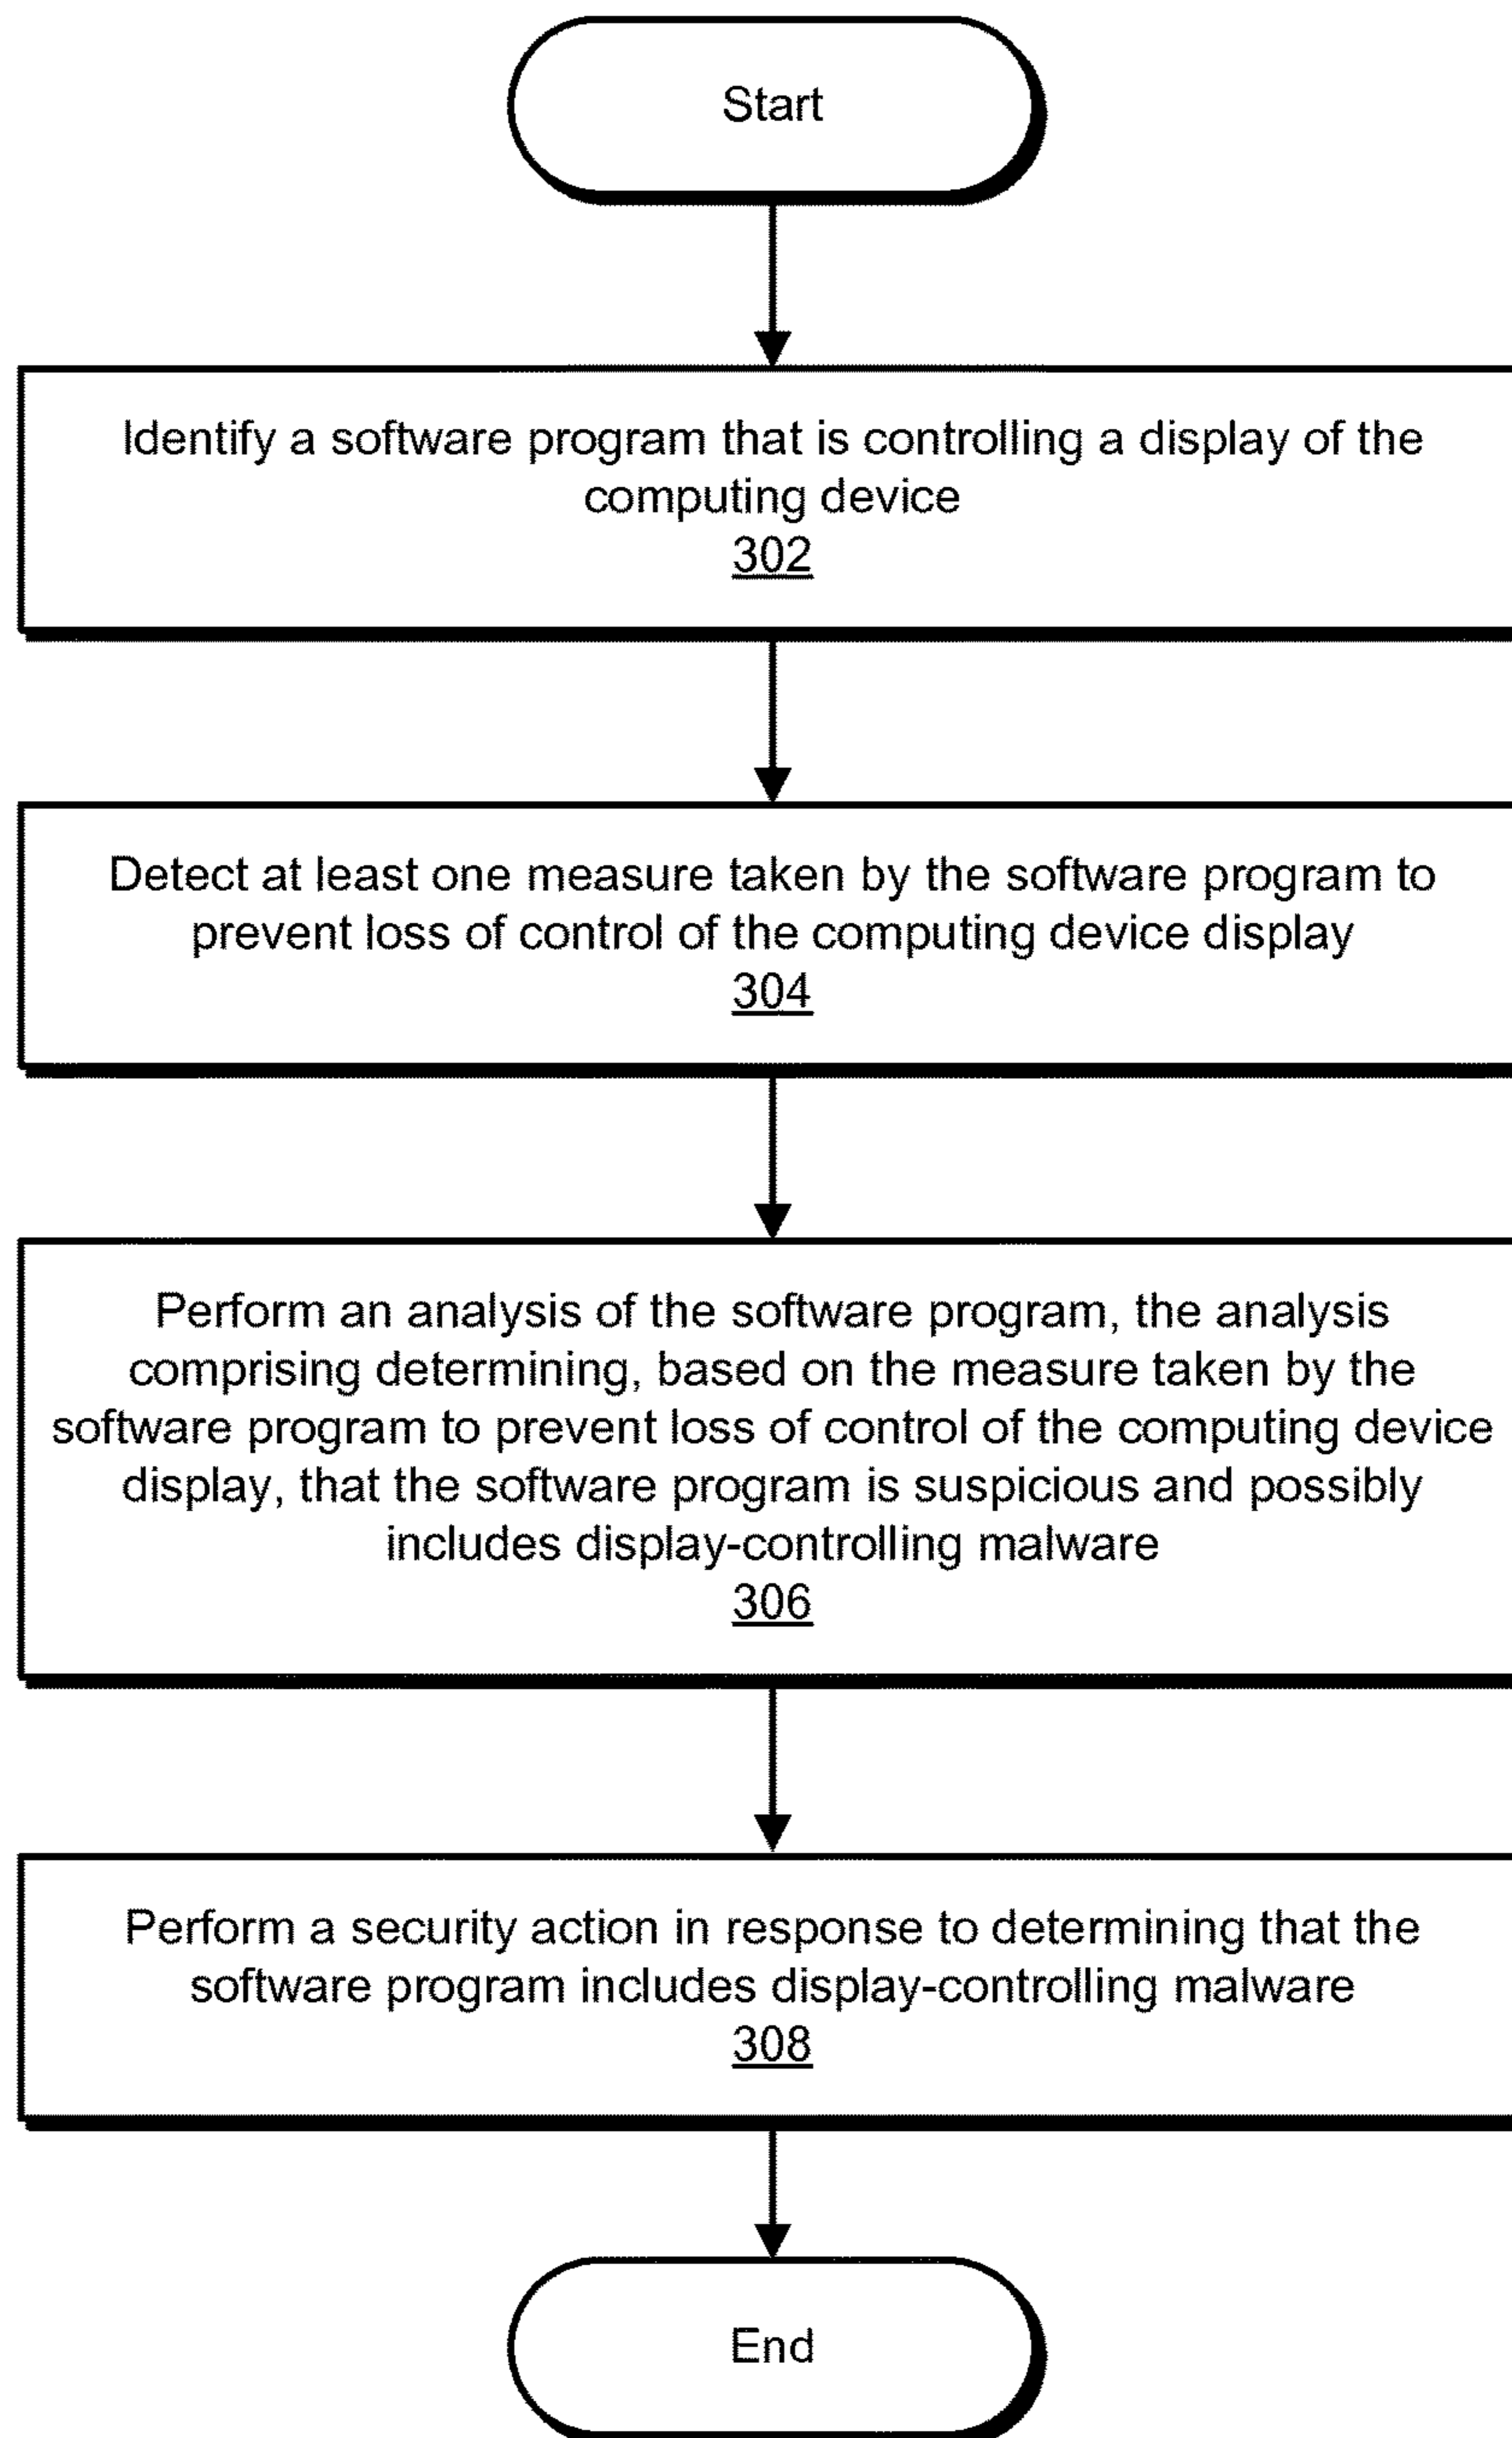 Start
Identify a software program that is controlling a display of the
computing device
302
Detect at least one measure taken by the software program to
prevent loss of control of the computing device display
304
Perform an analysis of the software program, the analysis
comprising determining, based on the measure taken by the
software program to prevent loss of control of the computing device
display, that the software program is suspicious and possibly
includes display-controlling malware
306
Perform a security action in response to determining that the
software program includes display-controlling malware
308
End